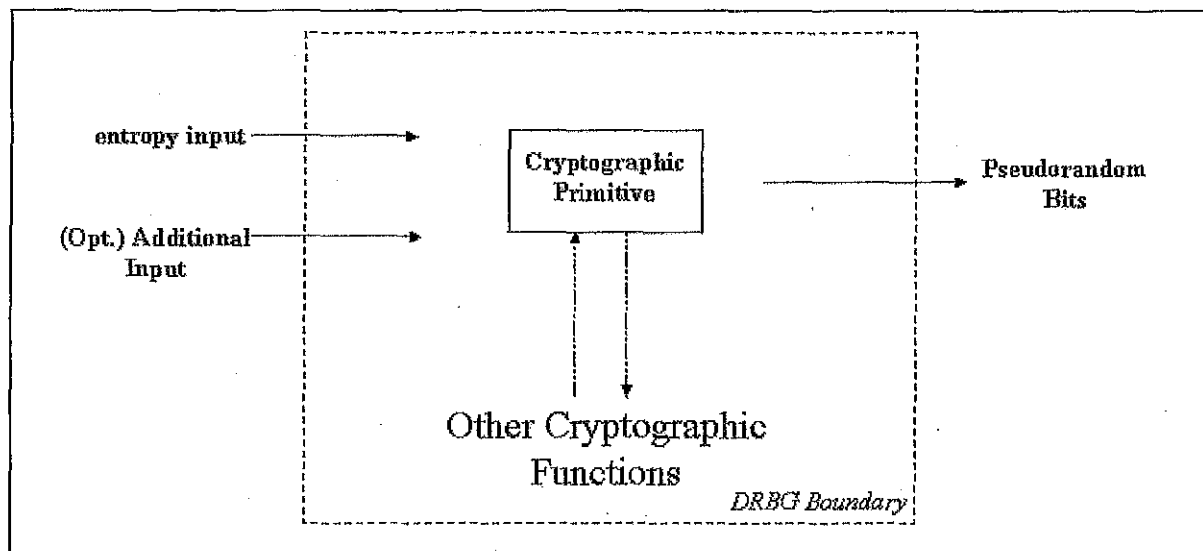 entropy input
(Opt.) Additional
Input
Cryptographic
Primitive
Pseudorandom
Bits
Other Cryptographic
Functions
DRBG Boundary